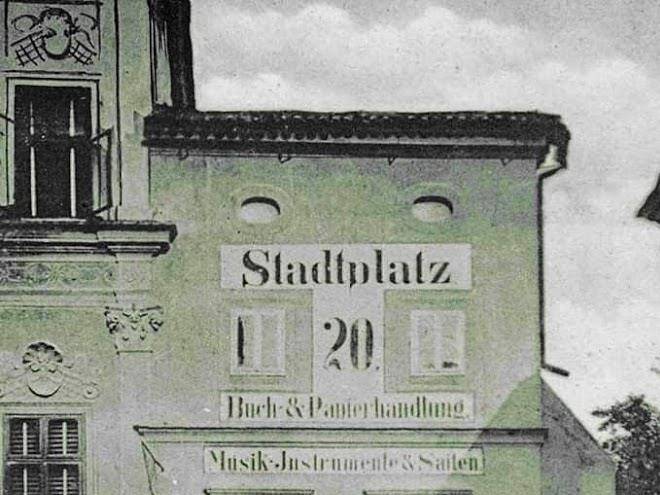 Stadtplatz
20.
Buch-&Papierhandlung.
Musik-Instrumente&Saiten